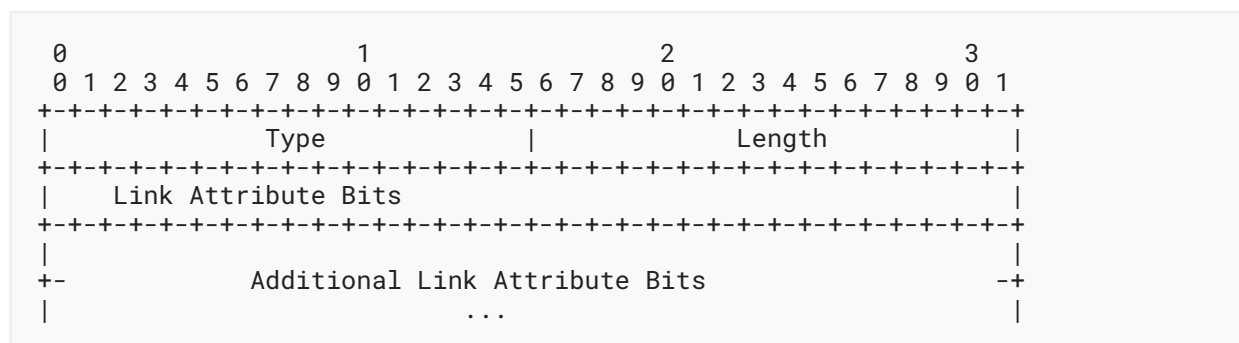 0                   1                   2                   3
 0 1 2 3 4 5 6 7 8 9 0 1 2 3 4 5 6 7 8 9 0 1 2 3 4 5 6 7 8 9 0 1
+-+-+-+-+-+-+-+-+-+-+-+-+-+-+-+-+-+-+-+-+-+-+-+-+-+-+-+-+-+-+-+-+
|              Type             |             Length            |
+-+-+-+-+-+-+-+-+-+-+-+-+-+-+-+-+-+-+-+-+-+-+-+-+-+-+-+-+-+-+-+-+
|    Link Attribute Bits                                        |
+-+-+-+-+-+-+-+-+-+-+-+-+-+-+-+-+-+-+-+-+-+-+-+-+-+-+-+-+-+-+-+-+
|                                                               |
+-            Additional Link Attribute Bits                   -+
|                           ...                                 |